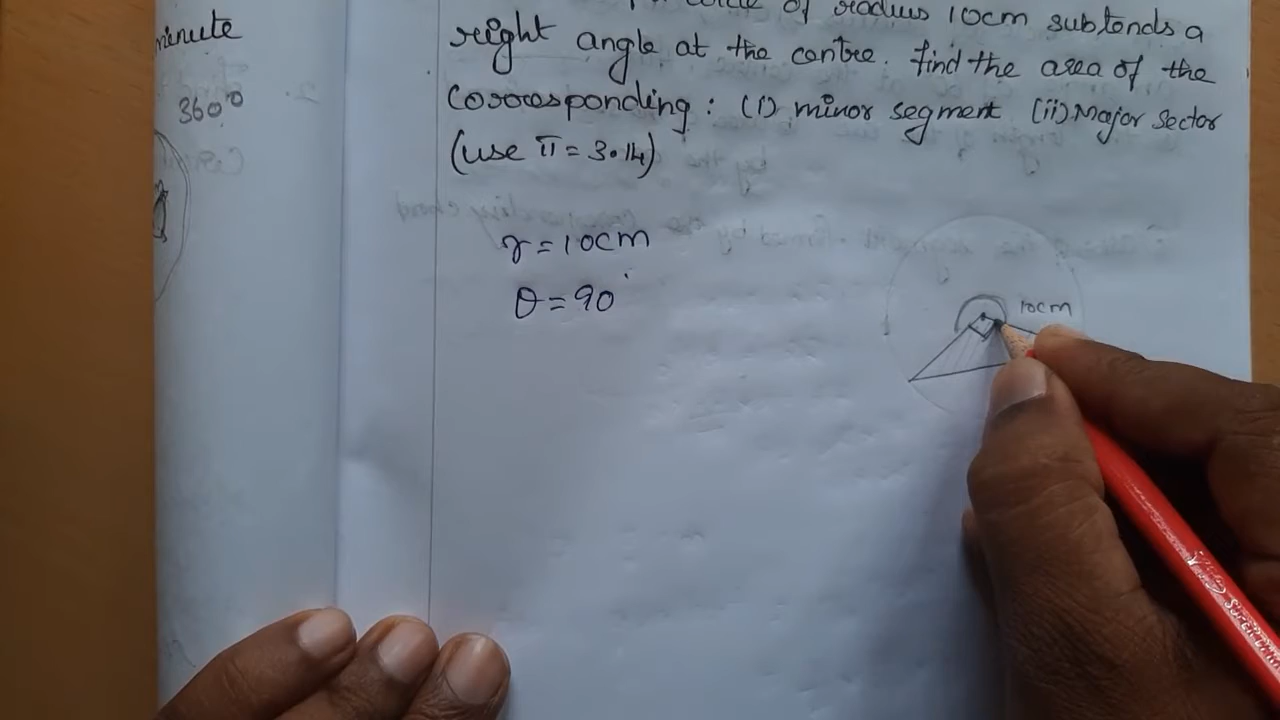 of radius 10cm subtends a
minute
right angle at the centre. find the area of the
360°
Corresponding: (i) minor segment (ii) Major Sector
(use π = 3.14)
r = 10cm
θ = 90
10cm